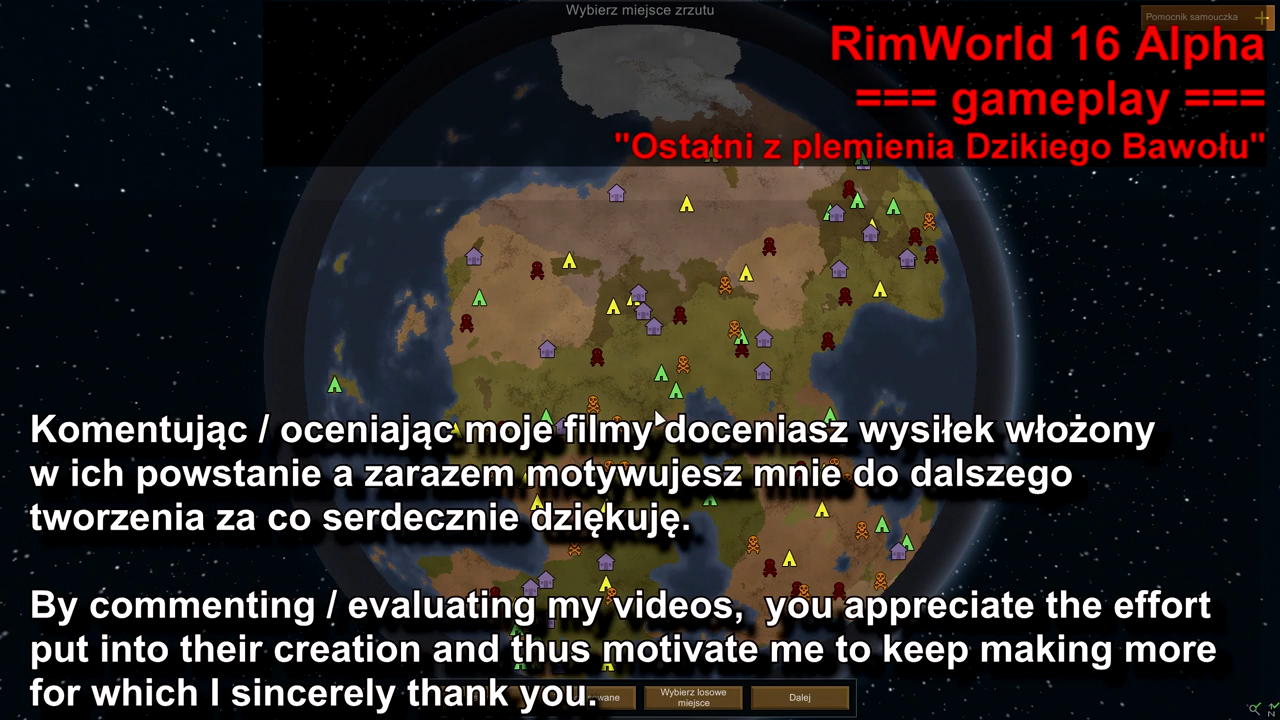 Wybierz miejsce zrzutu
Pomocnik samouczka
RimWorld 16 Alpha
=== gameplay ===
"Ostatni z plemienia Dzikiego Bawołu"
Komentując / oceniając moje filmy doceniasz wysiłek włożony
w ich powstanie a zarazem motywujesz mnie do dalszego
tworzenia za co serdecznie dziękuję.
By commenting / evaluating my videos,  you appreciate the effort
put into their creation and thus motivate me to keep making more
for which I sincerely thank you.
Wybierz losowe
miejsce
Dalej